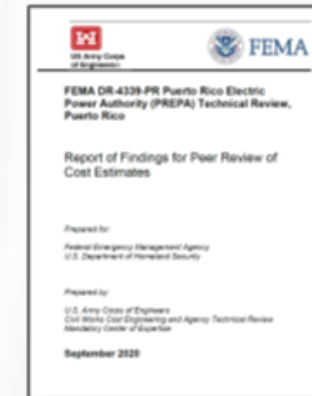 US Army Corps
of Engineers®
FEMA
FEMA DR-4339-PR Puerto Rico Electric
Power Authority (PREPA) Technical Review,
Puerto Rico
Report of Findings for Peer Review of
Cost Estimates
Prepared for:
Federal Emergency Management Agency
U.S. Department of Homeland Security
Prepared by:
U.S. Army Corps of Engineers
Civil Works Cost Engineering and Agency Technical Review
Mandatory Center of Expertise
September 2020